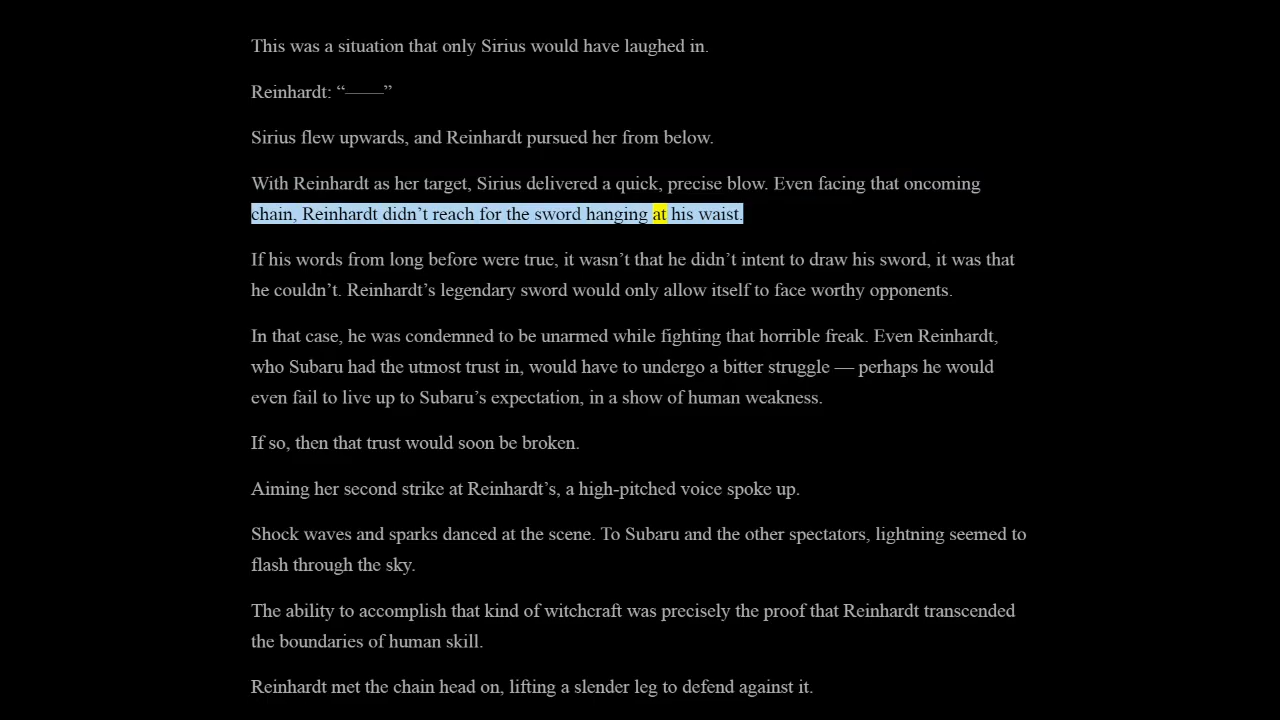 This was a situation that only Sirius would have laughed in.
Reinhardt: “——”
Sirius flew upwards, and Reinhardt pursued her from below.
With Reinhardt as her target, Sirius delivered a quick, precise blow. Even facing that oncoming
chain, Reinhardt didn’t reach for the sword hanging at his waist.
If his words from long before were true, it wasn’t that he didn’t intent to draw his sword, it was that
he couldn’t. Reinhardt’s legendary sword would only allow itself to face worthy opponents.
In that case, he was condemned to be unarmed while fighting that horrible freak. Even Reinhardt,
who Subaru had the utmost trust in, would have to undergo a bitter struggle — perhaps he would
even fail to live up to Subaru’s expectation, in a show of human weakness.
If so, then that trust would soon be broken.
Aiming her second strike at Reinhardt’s, a high-pitched voice spoke up.
Shock waves and sparks danced at the scene. To Subaru and the other spectators, lightning seemed to
flash through the sky.
The ability to accomplish that kind of witchcraft was precisely the proof that Reinhardt transcended
the boundaries of human skill.
Reinhardt met the chain head on, lifting a slender leg to defend against it.